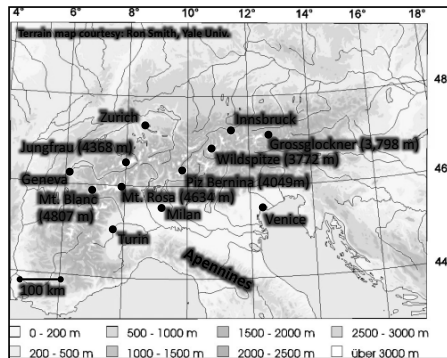 4° 6° 8° 10° 12° 14° 16° 18°
Terrain map courtesy: Ron Smith, Yale Univ.
48
Zurich
Innsbruck
Jungfrau (4368 m)
Grossglockner (3,798 m)
Wildspitze (3772 m)
46
Geneva
Piz Bernina (4049m)
Mt. Blanc
(4807 m)
Mt. Rosa (4634 m)
Milan
Venice
Turin
44
Apennines
100 km
0 - 200 m
500 - 1000 m
1500 - 2000 m
2500 - 3000 m
200 - 500 m
1000 - 1500 m
2000 - 2500 m
über 3000 m